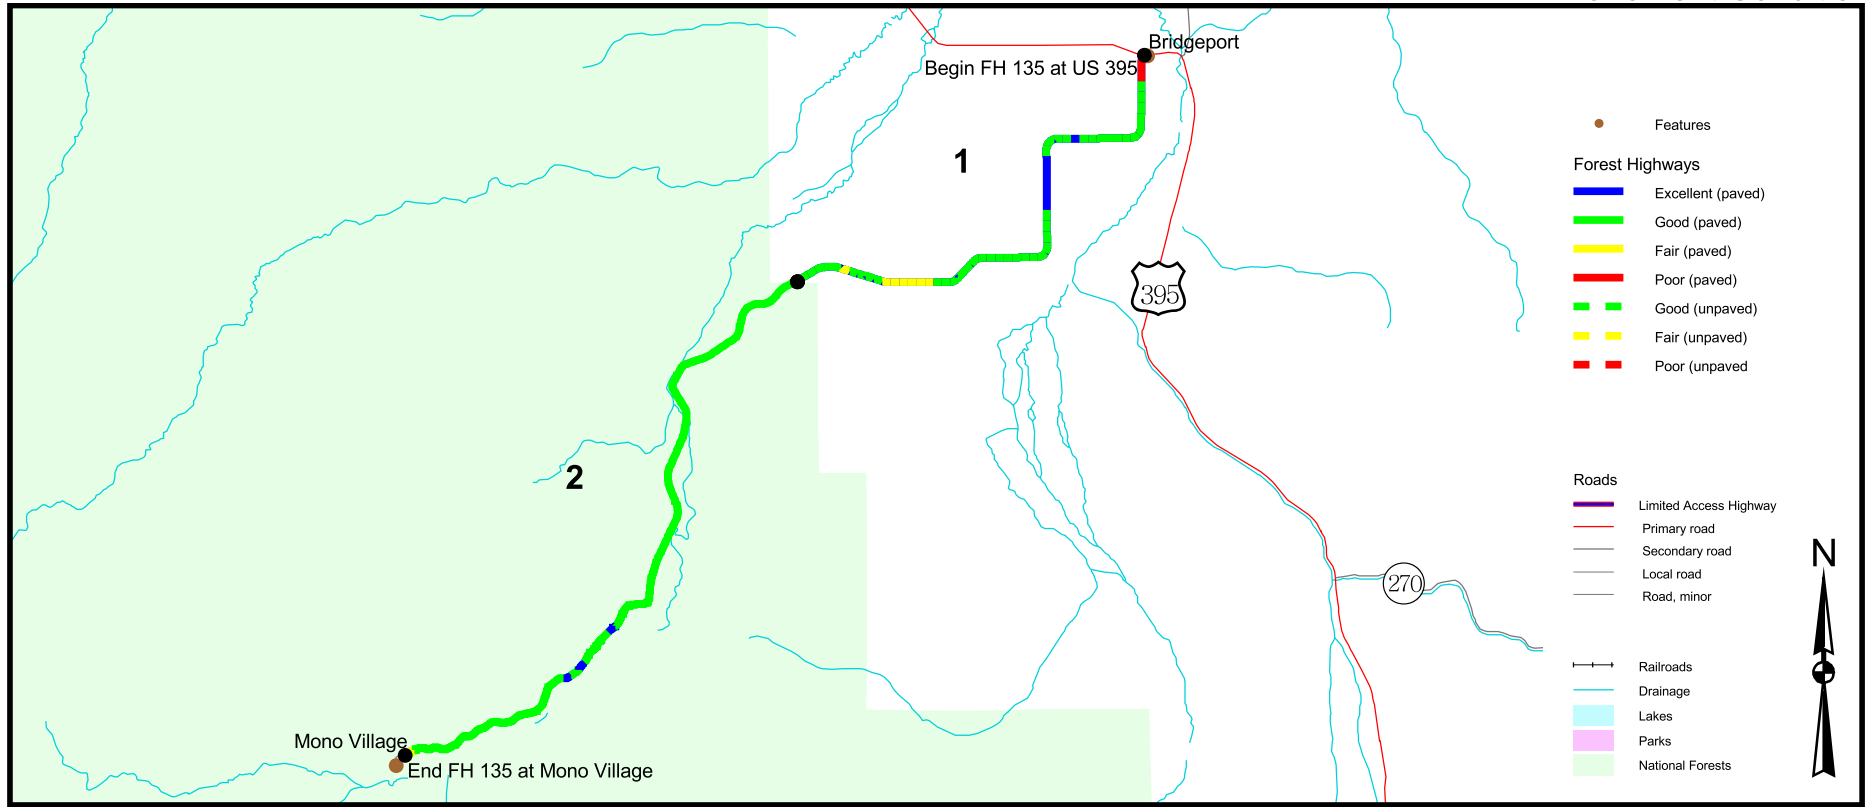 Bridgeport
Begin FH 135 at US 395
1
395
2
270
Mono Village
End FH 135 at Mono Village
Features
Forest Highways
Excellent (paved)
Good (paved)
Fair (paved)
Poor (paved)
Good (unpaved)
Fair (unpaved)
Poor (unpaved
Roads
Limited Access Highway
Primary road
Secondary road
Local road
Road, minor
Railroads
Drainage
Lakes
Parks
National Forests
N